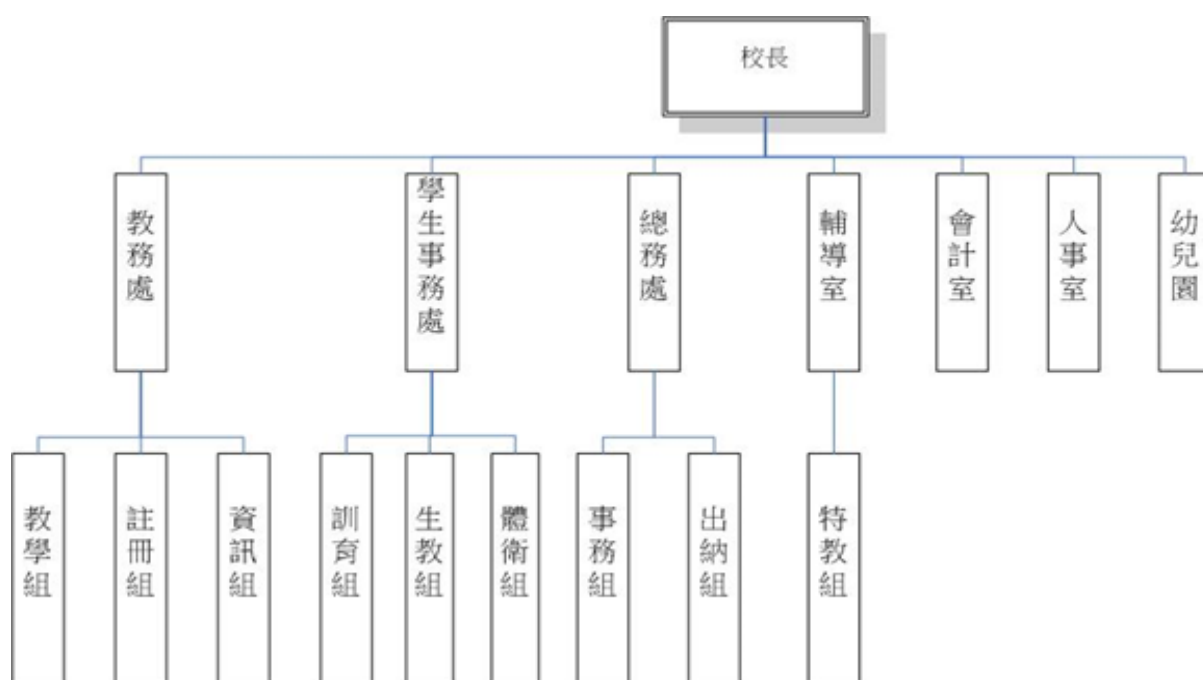 校長
教務處
學生事務處
總務處
輔導室
會計室
人事室
幼兒園
教學組
註冊組
資訊組
訓育組
生教組
體衛組
事務組
出納組
特教組